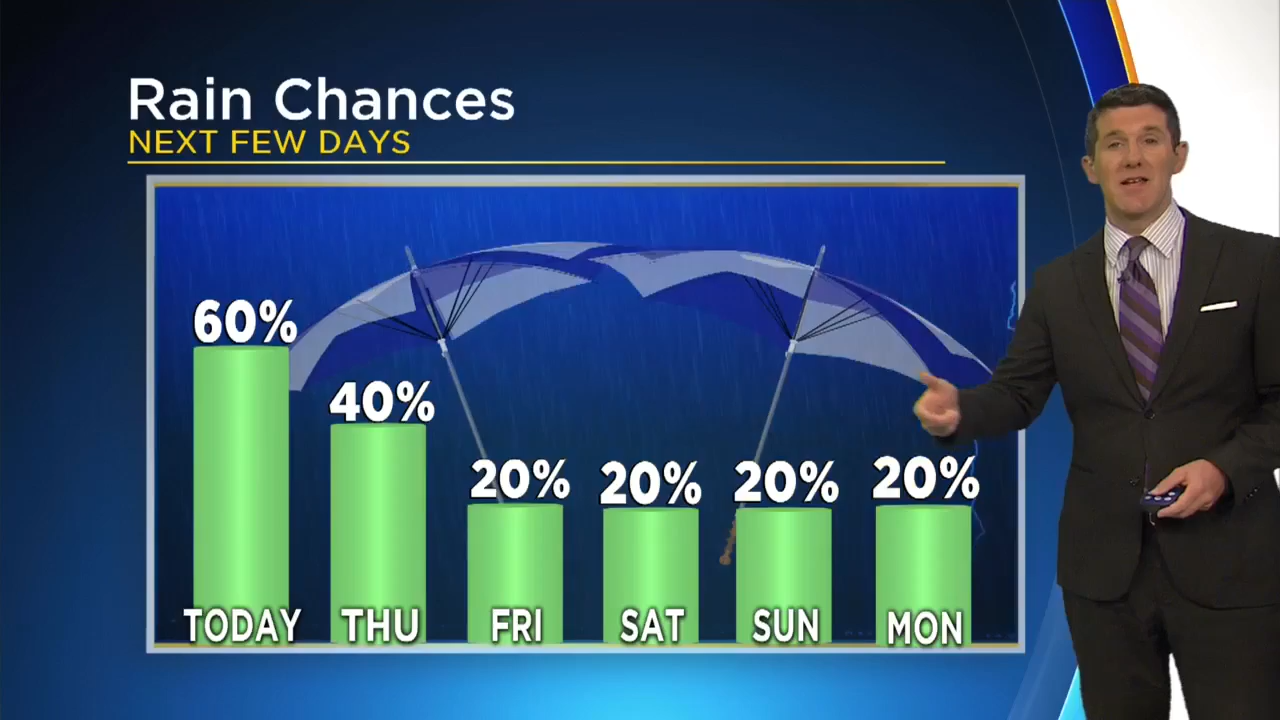 Rain Chances
NEXT FEW DAYS
60%
40%
20%
20%
20%
20%
TODAY
THU
FRI
SAT
SUN
MON